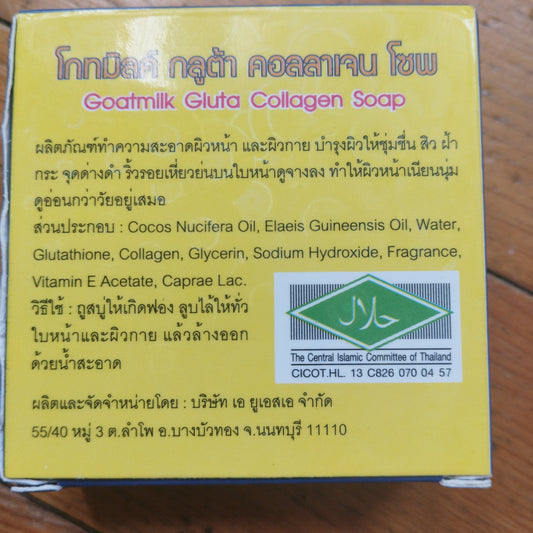 โกทมิลค์ กลูต้า คอลลาเจน โซพ
Goatmilk Gluta Collagen Soap
ผลิตภัณฑ์ทำความสะอาดผิวหน้า และผิวกาย บำรุงผิวให้ชุ่มชื่น สิว ฝ้า
กระ จุดด่างดำ ริ้วรอยเหี่ยวย่นบนใบหน้าดูจางลง ทำให้ผิวหน้าเนียนนุ่ม
ดูอ่อนกว่าวัยอยู่เสมอ
ส่วนประกอบ : Cocos Nucifera Oil, Elaeis Guineensis Oil, Water,
Glutathione, Collagen, Glycerin, Sodium Hydroxide, Fragrance,
Vitamin E Acetate, Caprae Lac.
วิธีใช้ : ถูสบู่ให้เกิดฟอง ลูบไล้ให้ทั่ว
ใบหน้าและผิวกาย แล้วล้างออก
ด้วยน้ำสะอาด
حلال
The Central Islamic Committee of Thailand
CICOT.HL. 13 C826 070 04 57
ผลิตและจัดจำหน่ายโดย : บริษัท เอ ยูเอสเอ จำกัด
55/40 หมู่ 3 ต.ลำโพ อ.บางบัวทอง จ.นนทบุรี 11110